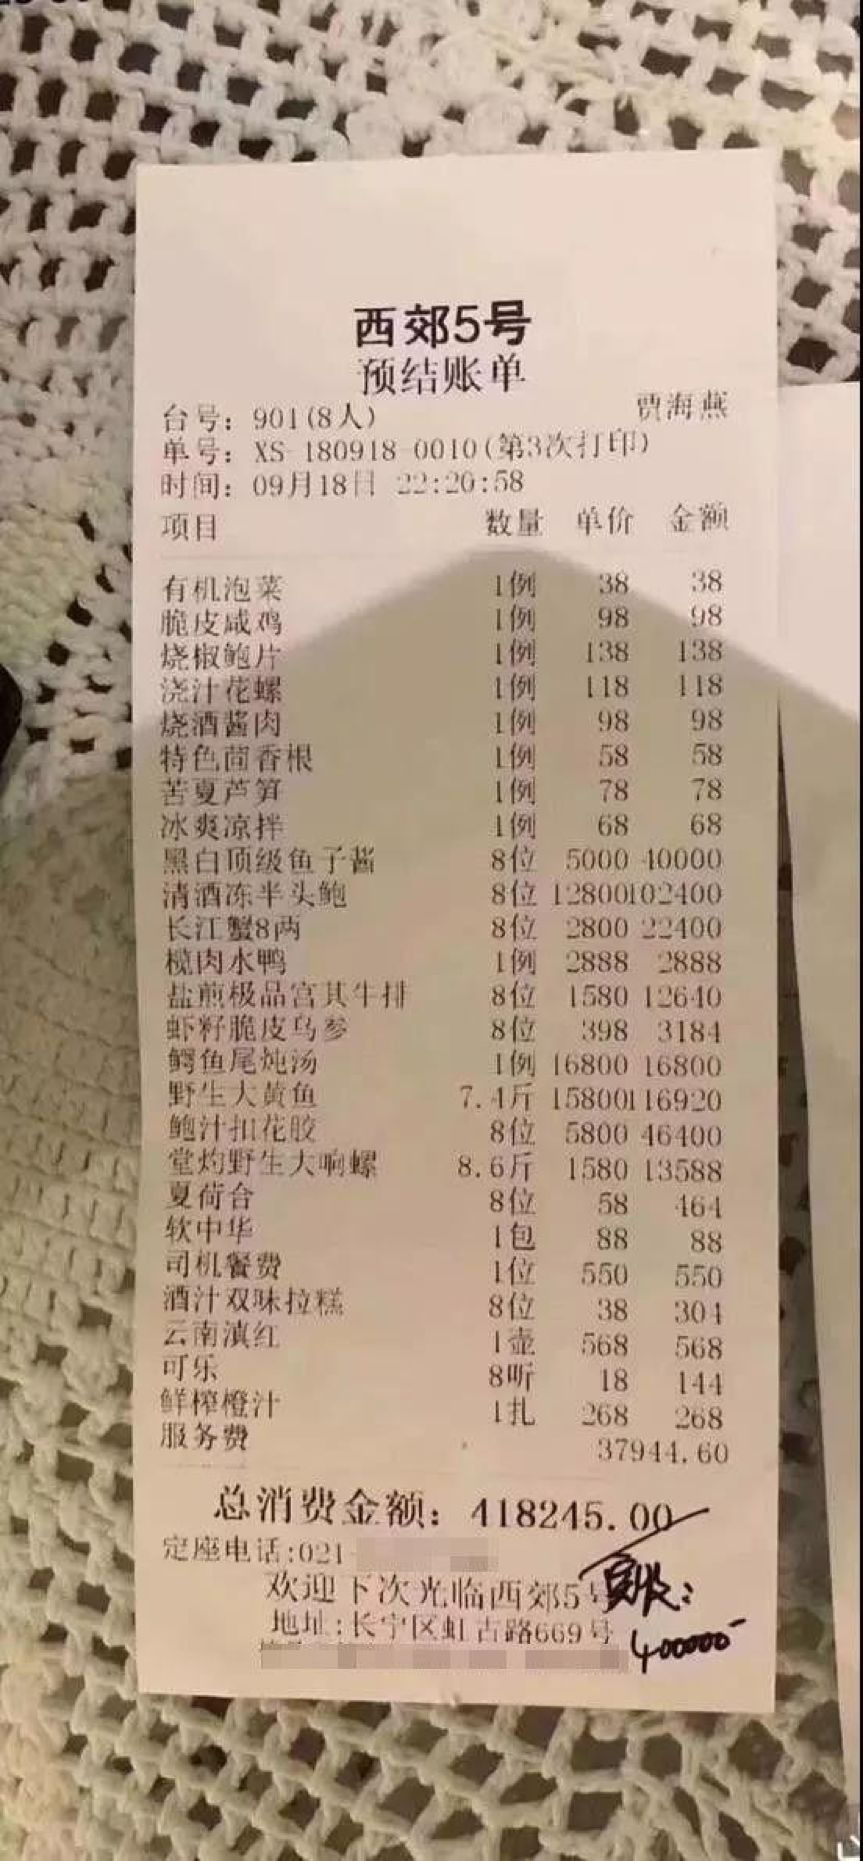 西郊5号
预结账单
台号：901(8人) 贾海燕
单号：XS 180918 0010(第3次打印)
时间：09月18日 22:20:58
项目 数量 单价 金额
有机泡菜 1例 38 38
脆皮咸鸡 1例 98 98
烧椒鲍片 1例 138 138
浇汁花螺 1例 118 118
烧酒酱肉 1例 98 98
特色茴香根 1例 58 58
苦夏芦笋 1例 78 78
冰爽凉拌 1例 68 68
黑白顶级鱼子酱 8位 5000 40000
清酒冻半头鲍 8位 12800 102400
长江蟹8两 8位 2800 22400
榄肉水鸭 1例 2888 2888
盐煎极品宫其牛排 8位 1580 12640
虾籽脆皮乌参 8位 398 3184
鳄鱼尾炖汤 1例 16800 16800
野生大黄鱼 7.4斤 15800 116920
鲍汁扣花胶 8位 5800 46400
堂灼野生大响螺 8.6斤 1580 13588
夏荷合 8位 58 464
软中华 1包 88 88
司机餐费 1位 550 550
酒汁双味拉糕 8位 38 304
云南滇红 1壶 568 568
可乐 8听 18 144
鲜榨橙汁 1扎 268 268
服务费 37944.60
总消费金额：418245.00
定座电话:021
欢迎下次光临西郊5号
实收:
地址:长宁区虹古路669号
400000